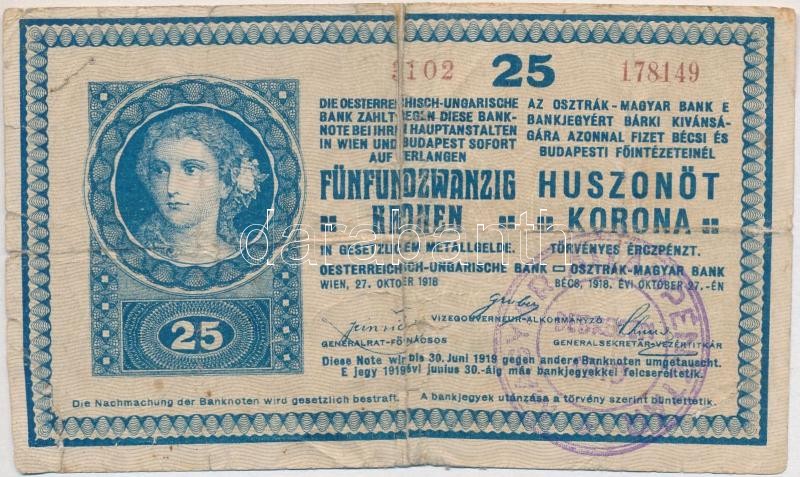 3102 25 178149
DIE OESTERREICHISCH-UNGARISCHE
BANK ZAHLT GEGEN DIESE BANK-
NOTE BEI IHREN HAUPTANSTALTEN
IN WIEN UND BUDAPEST SOFORT
AUF VERLANGEN
FÜNFUNDZWANZIG
KRONEN
IN GESETZLICHEM METALLGELDE.
OESTERREICHISCH-UNGARISCHE BANK
WIEN, 27. OKTOBER 1918
AZ OSZTRÁK-MAGYAR BANK E
BANKJEGYÉRT BÁRKI KIVÁNSÁ-
GÁRA AZONNAL FIZET BÉCSI ÉS
BUDAPESTI FŐINTÉZETEINÉL
HUSZONÖT
KORONA
TÖRVÉNYES ÉRCZPÉNZT.
OSZTRÁK-MAGYAR BANK
BÉCS, 1918. ÉVI OKTÓBER 27.-ÉN
25
VIZEGOUVERNEUR-ALKORMÁNYZÓ
GENERALRAT-FŐTANÁCSOS
GENERALSEKRETÄR-VEZÉRTITKÁR
Diese Note wird bis 30. Juni 1919 gegen andere Banknoten umgetauscht.
E jegy 1919 évi junius 30.-áig más bankjegyekkel felcseréltetik.
Die Nachmachung der Banknoten wird gesetzlich bestraft.
A bankjegyek utánzása a törvény szerint büntettetik.
darabanth